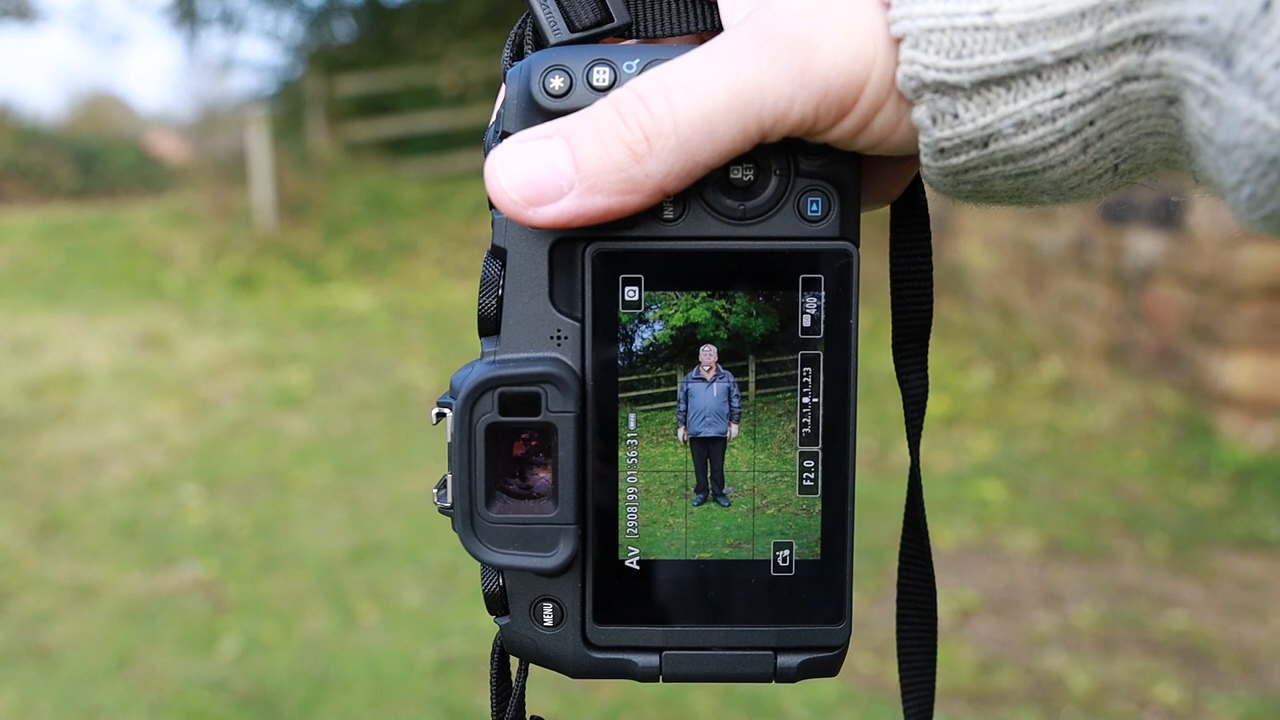 SET
INFO
MENU
Av [2908]99 01:56:31
400
3.2.1.0.1.2.3
F2.0